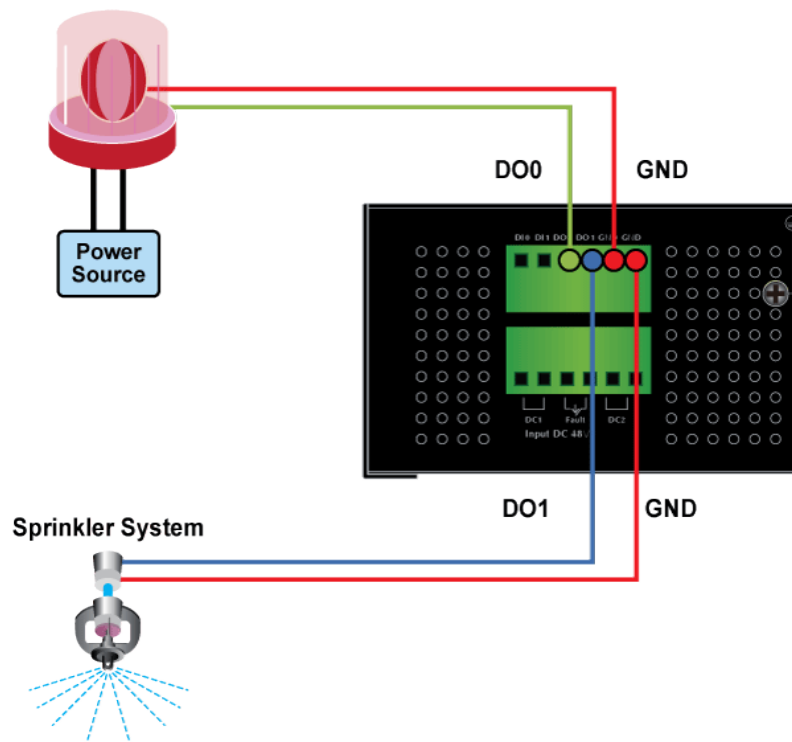 DO0 GND
Power
Source
DI0 DI1 DO0 DO1 GND GND
DC1 Fault DC2
Input DC 48V
DO1 GND
Sprinkler System